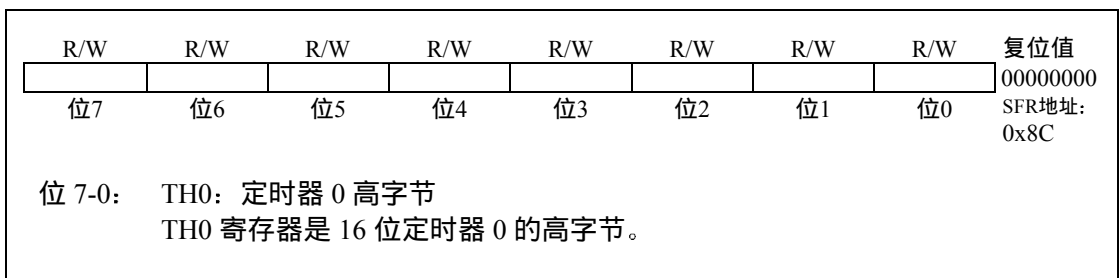 R/W R/W R/W R/W R/W R/W R/W R/W 复位值
00000000
位7 位6 位5 位4 位3 位2 位1 位0 SFR地址:
0x8C
位 7-0: TH0:定时器 0 高字节
TH0 寄存器是 16 位定时器 0 的高字节。